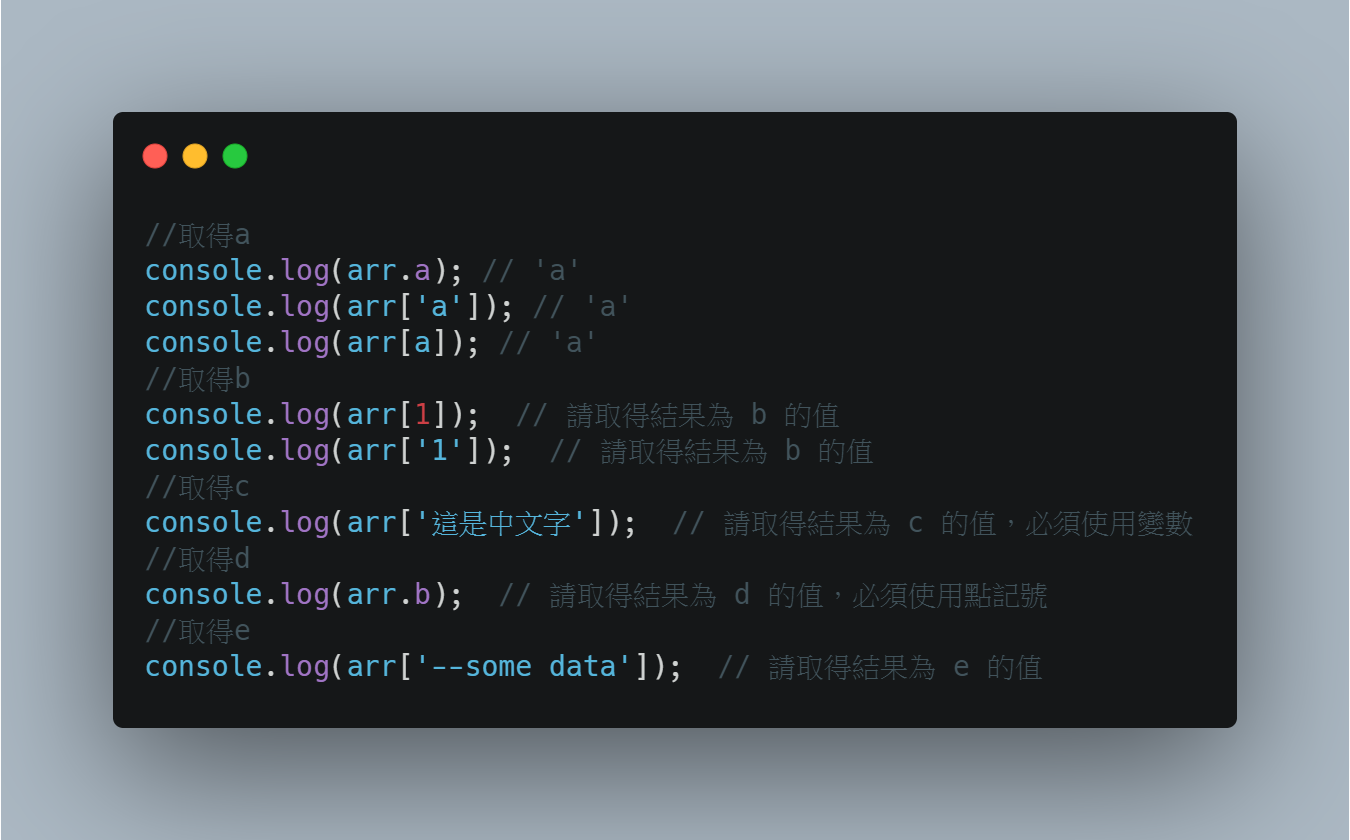 //取得a
console.log(arr.a); // 'a'
console.log(arr['a']); // 'a'
console.log(arr[a]); // 'a'
//取得b
console.log(arr[1]);  // 請取得結果為 b 的值
console.log(arr['1']);  // 請取得結果為 b 的值
//取得c
console.log(arr['這是中文字']);  // 請取得結果為 c 的值，必須使用變數
//取得d
console.log(arr.b);  // 請取得結果為 d 的值，必須使用點記號
//取得e
console.log(arr['--some data']);  // 請取得結果為 e 的值